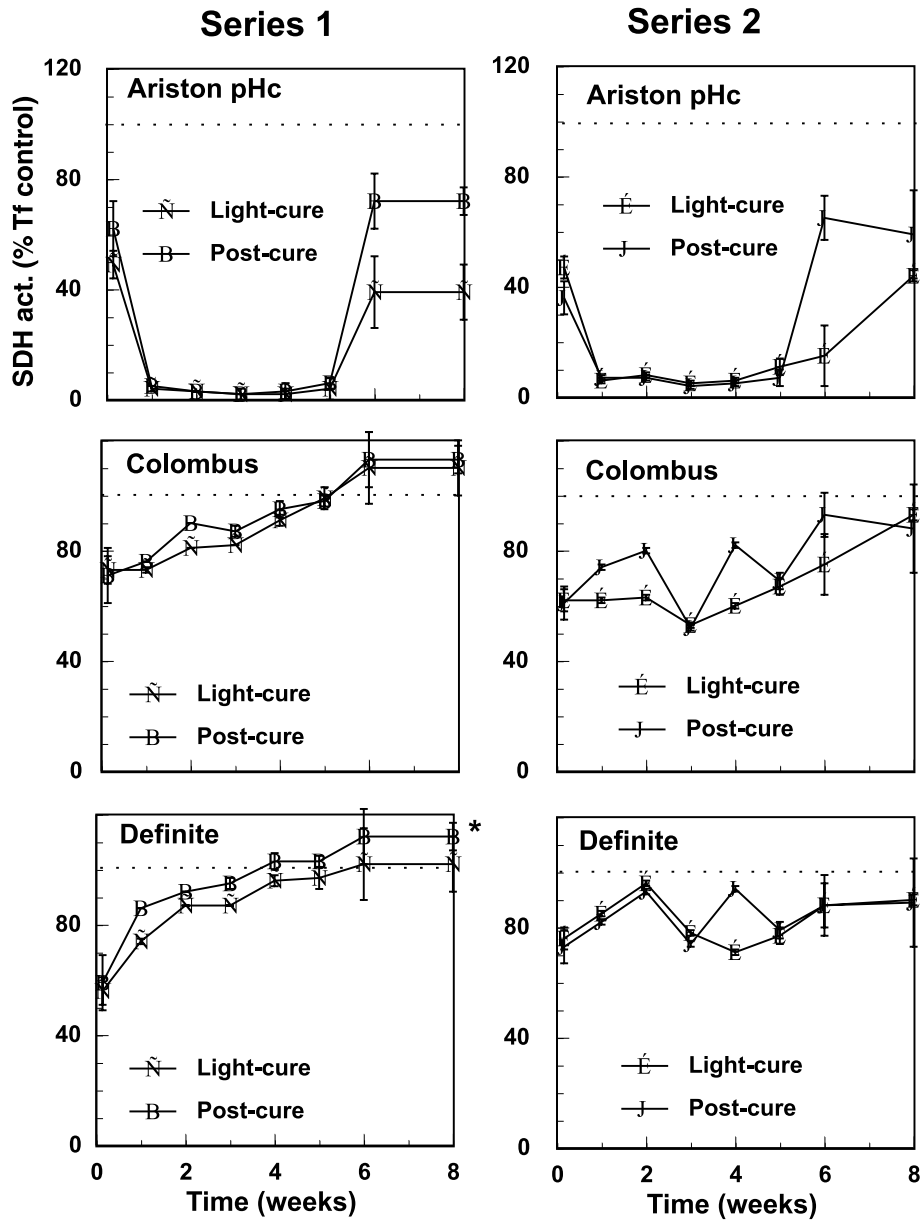 Series 1
Series 2
SDH act. (% Tf control)
120
80
40
0
Ariston pHc
Ñ Light-cure
B Post-cure
120
80
40
0
Ariston pHc
É Light-cure
J Post-cure
80
40
0
Colombus
Ñ Light-cure
B Post-cure
80
40
0
Colombus
É Light-cure
J Post-cure
80
40
0
Definite
*
Ñ Light-cure
B Post-cure
0 2 4 6 8
Time (weeks)
80
40
0
Definite
É Light-cure
J Post-cure
0 2 4 6 8
Time (weeks)